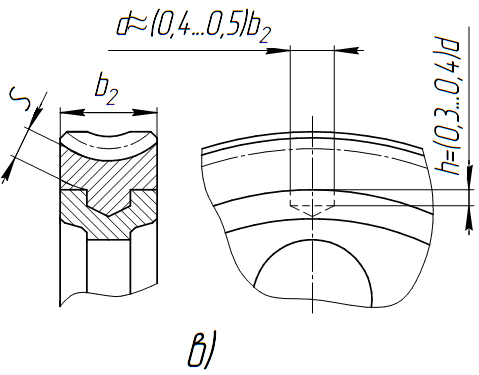 d≈(0,4...0,5)b₂
S
b₂
h=(0,3...0,4)d
в)